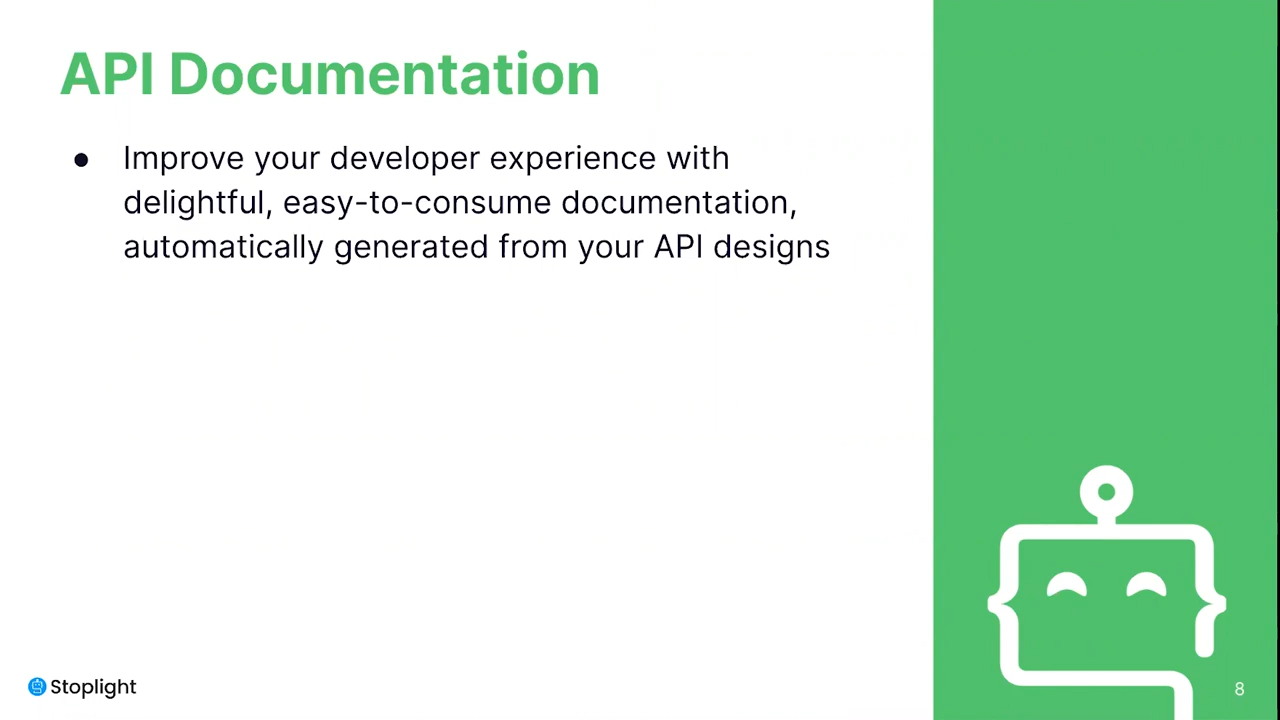 API Documentation
● Improve your developer experience with
delightful, easy-to-consume documentation,
automatically generated from your API designs
Stoplight
8